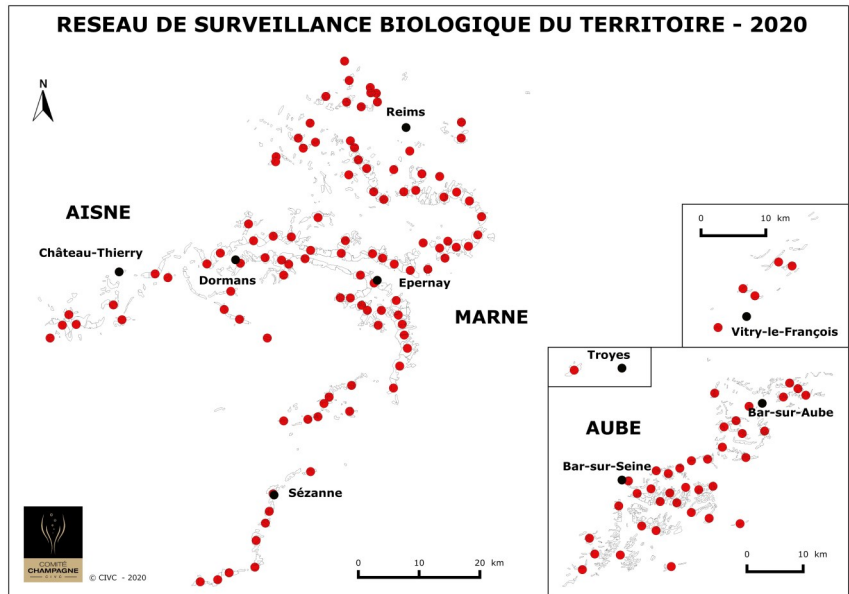 RESEAU DE SURVEILLANCE BIOLOGIQUE DU TERRITOIRE - 2020
N
Reims
AISNE
Château-Thierry
Dormans
Epernay
MARNE
0 10 km
Vitry-le-François
Troyes
Bar-sur-Aube
AUBE
Bar-sur-Seine
Sézanne
COMITÉ
CHAMPAGNE
CIVC
© CIVC - 2020
0 10 20 km
0 10 km